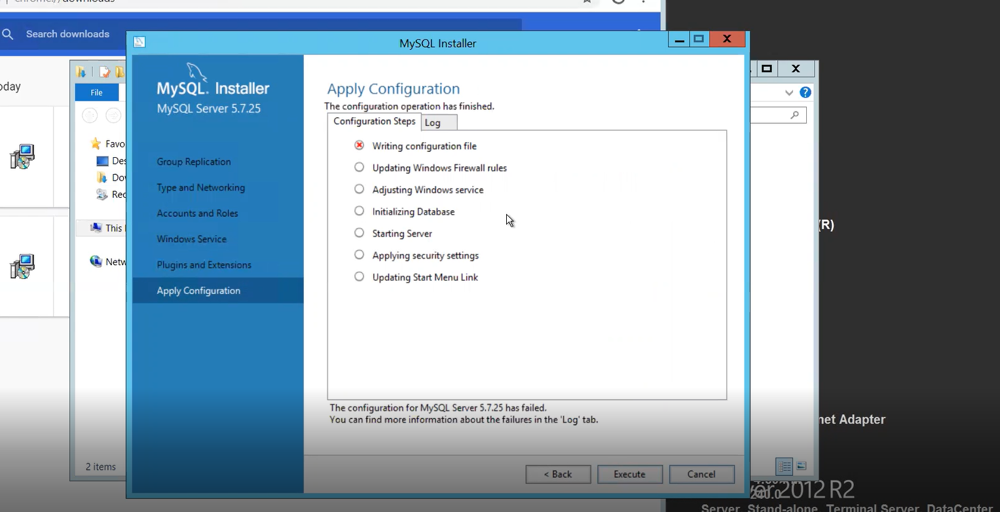 downloads
Search downloads
MySQL Installer
File
MySQL. Installer
MySQL Server 5.7.25
Group Replication
Type and Networking
Accounts and Roles
Windows Service
Plugins and Extensions
Apply Configuration
Apply Configuration
The configuration operation has finished.
Configuration Steps
Log
Writing configuration file
Updating Windows Firewall rules
Adjusting Windows service
Initializing Database
Starting Server
Applying security settings
Updating Start Menu Link
The configuration for MySQL Server 5.7.25 has failed.
You can find more information about the failures in the 'Log' tab.
< Back
Execute
Cancel
oday
Favo
Des
Dov
Rec
This
Netw
2 items
(R)
net Adapter
240.0
ver 2012 R2
Server, Stand-alone, Terminal Server, DataCenter